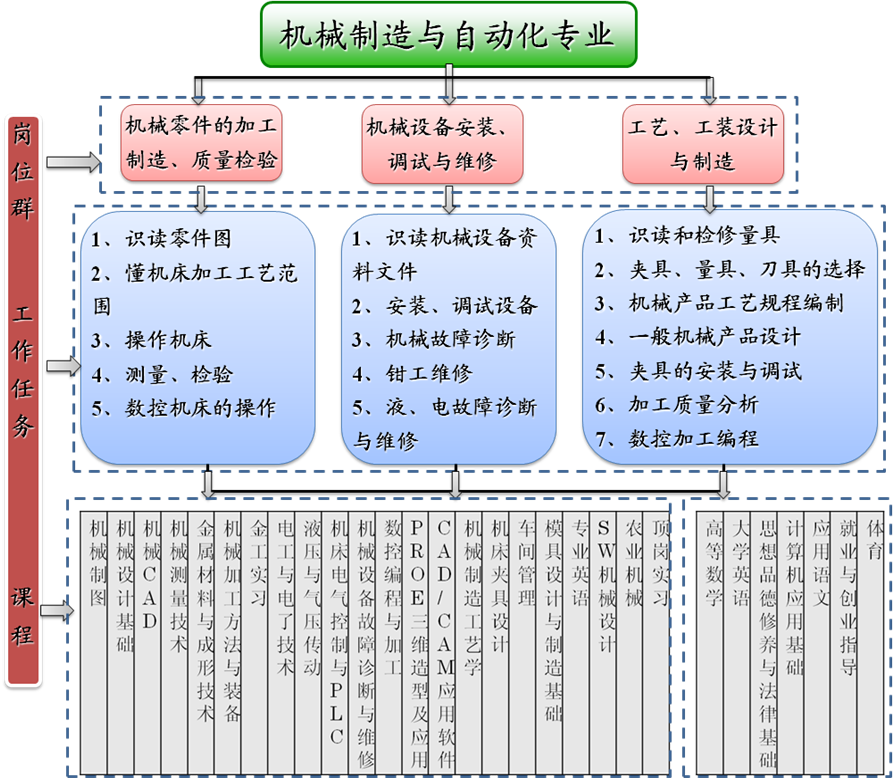 机械制造与自动化专业
岗位群
机械零件的加工
制造、质量检验
机械设备安装、
调试与维修
工艺、工装设计
与制造
工作任务
1、识读零件图
2、懂机床加工工艺范
围
3、操作机床
4、测量、检验
5、数控机床的操作
1、识读机械设备资
料文件
2、安装、调试设备
3、机械故障诊断
4、钳工维修
5、液、电故障诊断
与维修
1、识读和检修量具
2、夹具、量具、刀具的选择
3、机械产品工艺规程编制
4、一般机械产品设计
5、夹具的安装与调试
6、加工质量分析
7、数控加工编程
课程
机械制图
机械设计基础
机械CAD
机械测量技术
金属材料与成形技术
机械加工方法与装备
金工实习
电工与电了技术
液压与气压传动
机床电气控制与PLC
机械设备故障诊断与维修
数控编程与加工
PROE三维造型及应用
CAD/CAM应用软件
机械制造工艺学
机床夹具设计
车间管理
模具设计与制造基础
专业英语
SW机械设计
农业机械
顶岗实习
高等数学
大学英语
思想品德修养与法律基础
计算机应用基础
应用语文
就业与创业指导
体育